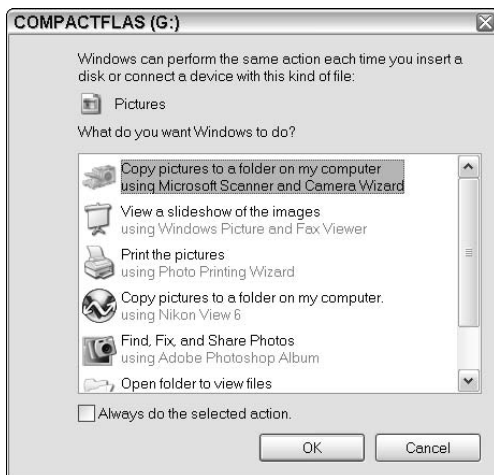 COMPACTFLAS (G:)
Windows can perform the same action each time you insert a
disk or connect a device with this kind of file:
Pictures
What do you want Windows to do?
Copy pictures to a folder on my computer
using Microsoft Scanner and Camera Wizard
View a slideshow of the images
using Windows Picture and Fax Viewer
Print the pictures
using Photo Printing Wizard
Copy pictures to a folder on my computer.
using Nikon View 6
Find, Fix, and Share Photos
using Adobe Photoshop Album
Open folder to view files
Always do the selected action.
OK
Cancel